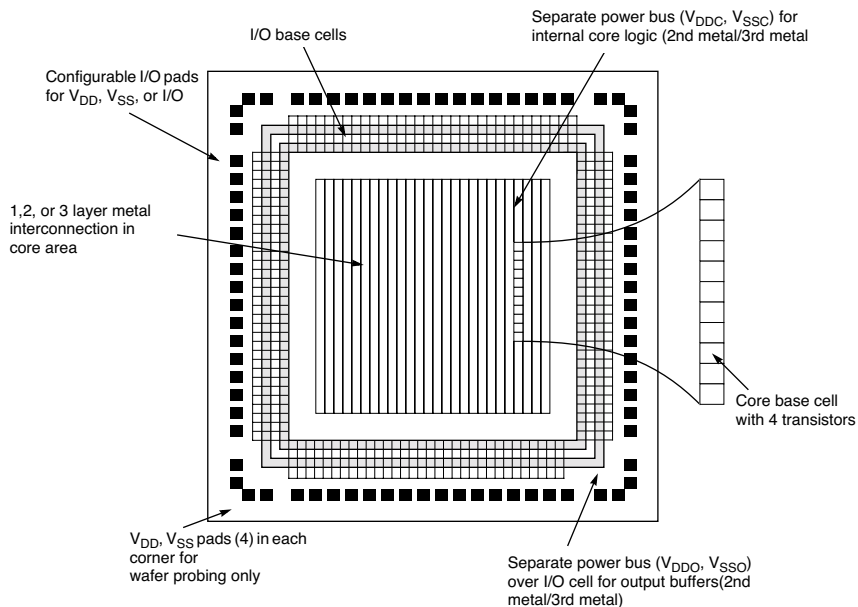 Separate power bus (VDDC, VSSC) for
internal core logic (2nd metal/3rd metal
I/O base cells
Configurable I/O pads
for VDD, VSS, or I/O
1,2, or 3 layer metal
interconnection in
core area
Core base cell
with 4 transistors
VDD, VSS pads (4) in each
corner for
wafer probing only
Separate power bus (VDDO, VSSO)
over I/O cell for output buffers(2nd
metal/3rd metal)